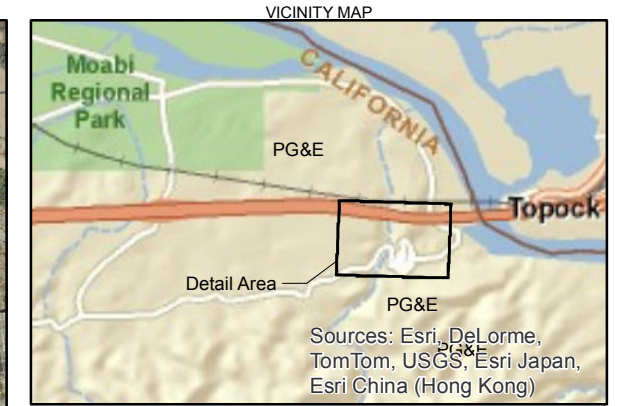 VICINITY MAP
Moabi
Regional
Park
CALIFORNIA
PG&E
Topock
Detail Area
PG&E
PG&E
Sources: Esri, DeLorme,
TomTom, USGS, Esri Japan,
Esri China (Hong Kong)